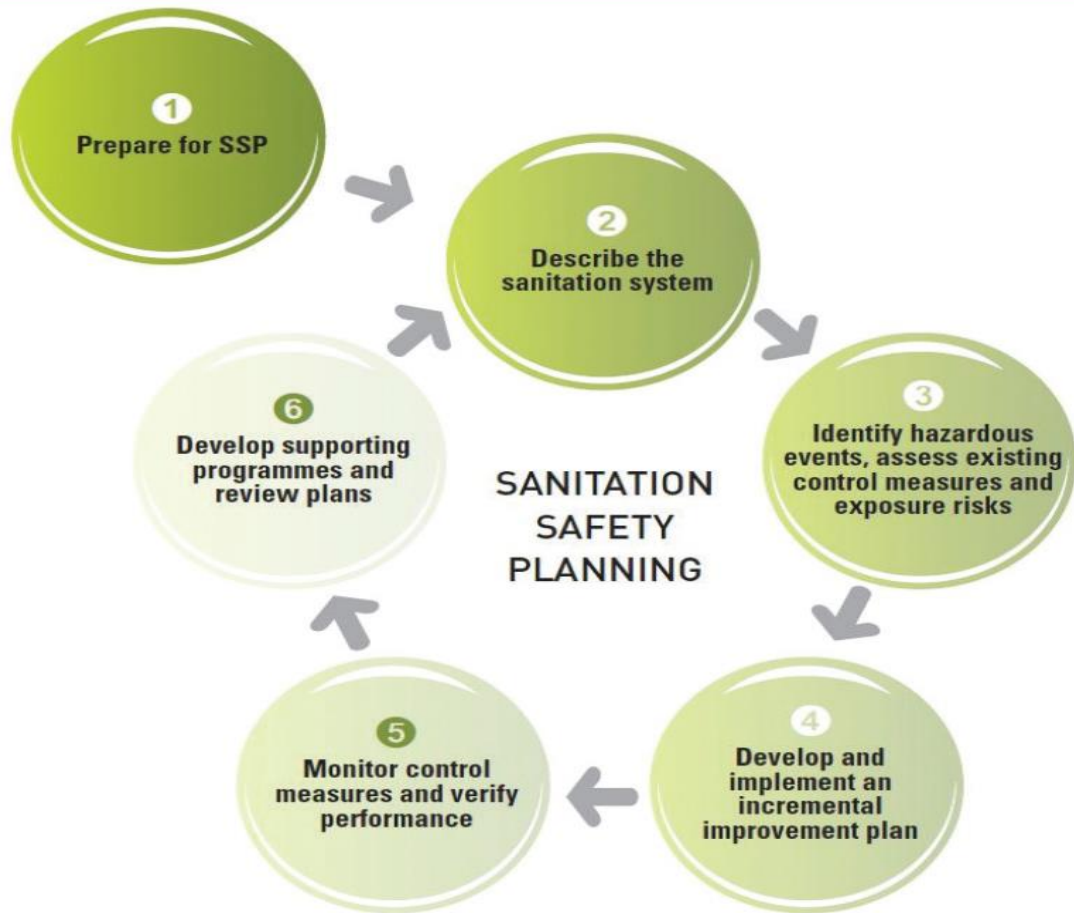 1
Prepare for SSP
2
Describe the
sanitation system
3
Identify hazardous
events, assess existing
control measures and
exposure risks
4
Develop and
implement an
incremental
improvement plan
5
Monitor control
measures and verify
performance
6
Develop supporting
programmes and
review plans
SANITATION
SAFETY
PLANNING